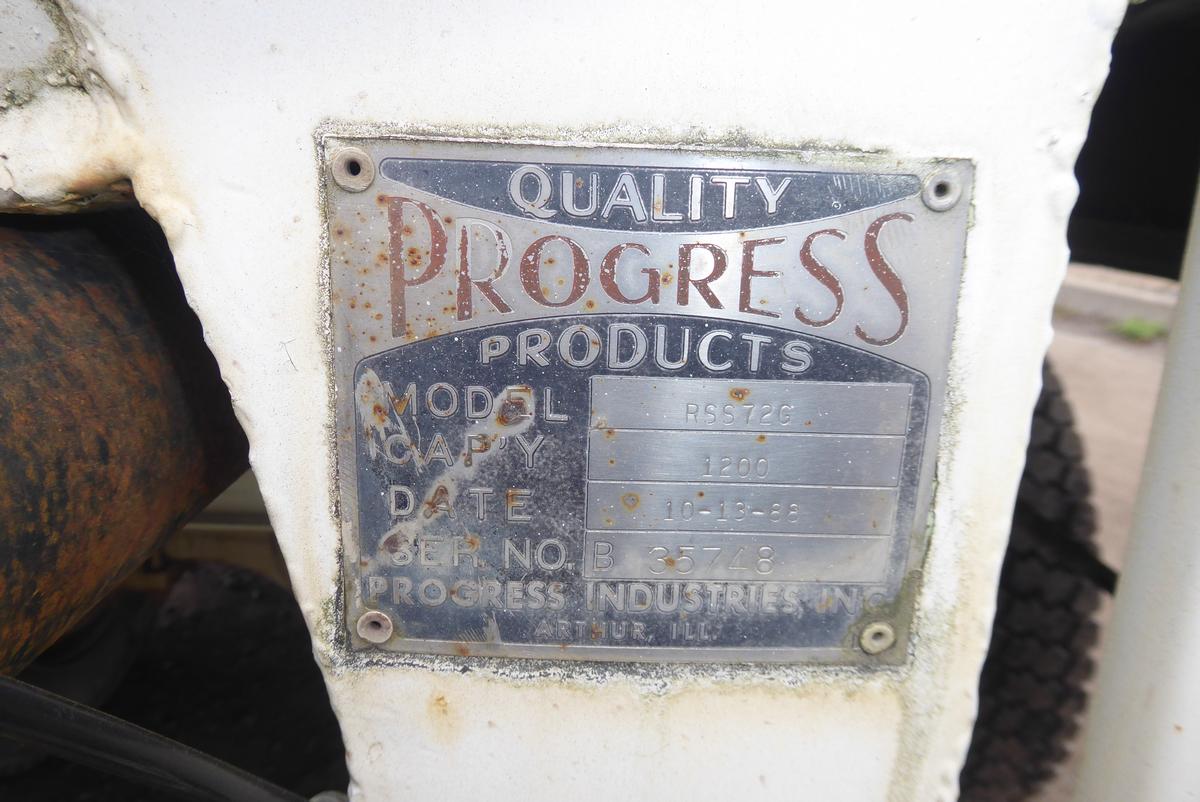 QUALITY
PROGRESS
PRODUCTS
MODEL RSS72G
CAP'Y 1200
DATE 10-13-88
SER. NO. B 35748
PROGRESS INDUSTRIES, INC.
ARTHUR, ILL.